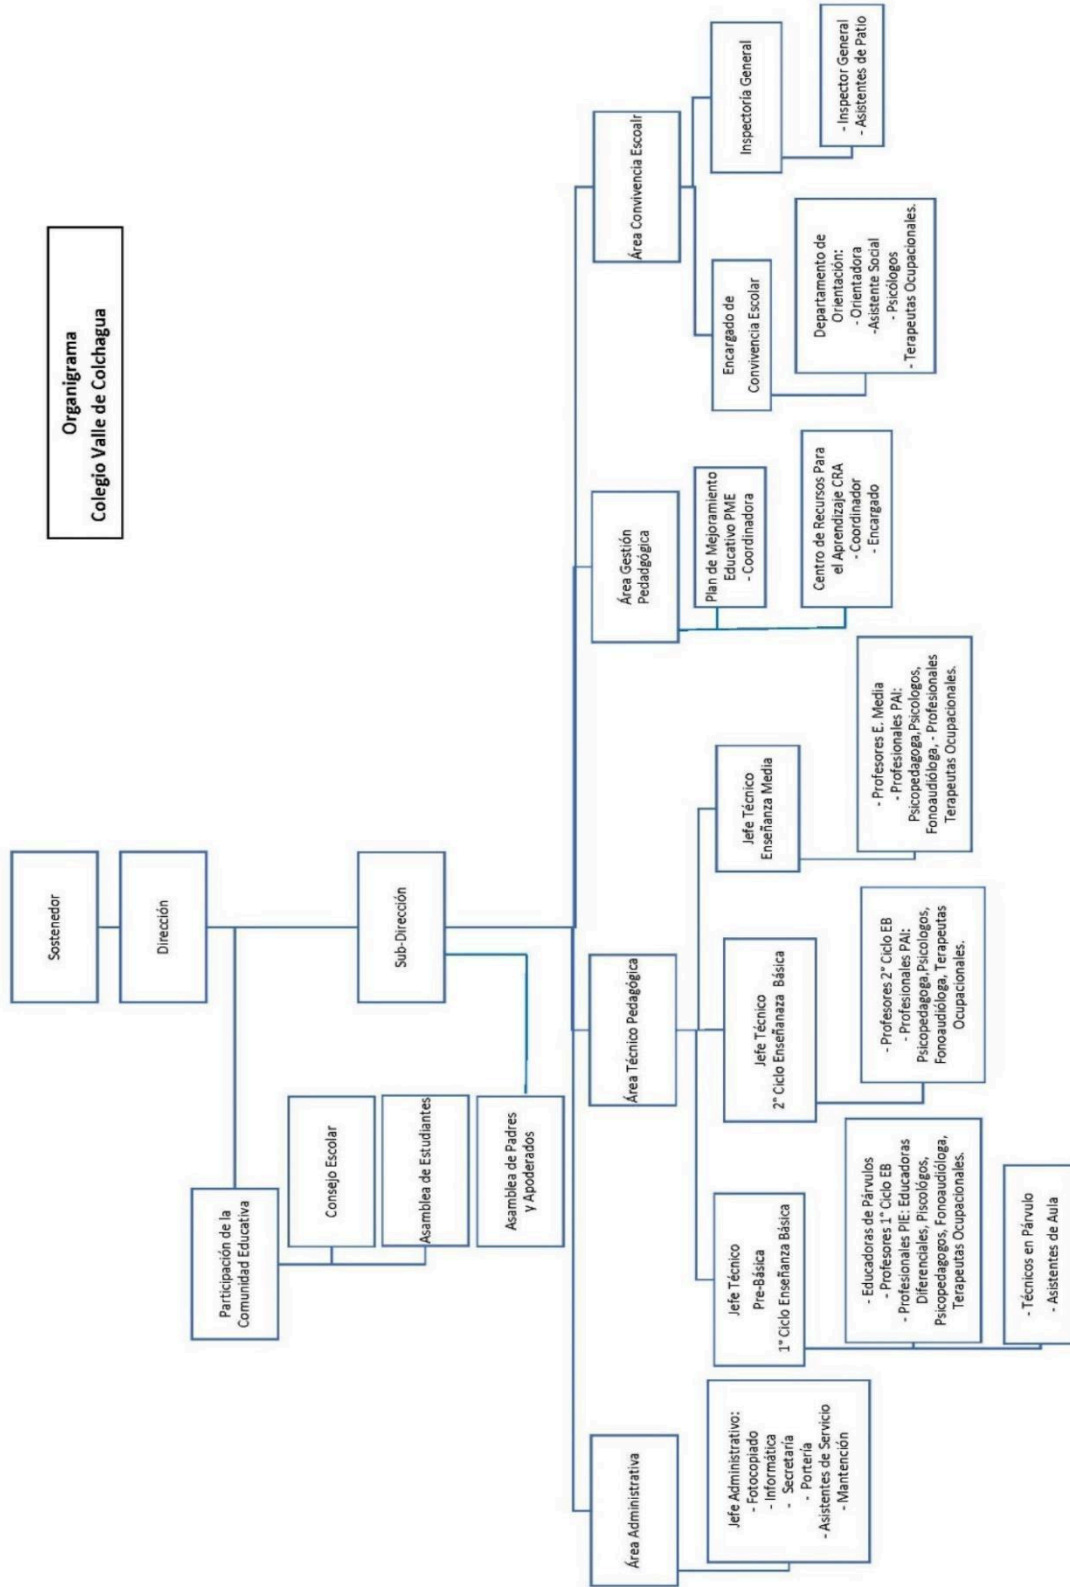 Organigrama
Colegio Valle de Colchagua
Sostenedor
Dirección
Participación de la
Comunidad Educativa
Consejo Escolar
Asamblea de Estudiantes
Sub-Dirección
Asamblea de Padres
y Apoderados
Área Administrativa
Jefe Administrativo:
- Fotocopiado
- Informática
- Secretaría
- Portería
- Asistentes de Servicio
- Mantención
Área Técnico Pedagógica
Jefe Técnico
Pre-Básica
1° Ciclo Enseñanza Básica
- Educadoras de Párvulos
- Profesores 1° Ciclo EB
- Profesionales PIE: Educadoras
Diferenciales, Piscológos,
Psicopedagogos, Fonoaudióloga,
Terapeutas Ocupacionales.
- Técnicos en Párvulo
- Asistentes de Aula
Jefe Técnico
2° Ciclo Enseñanaza Básica
- Profesores 2° Ciclo EB
- Profesionales PAI:
Psicopedagoga,Psicologos,
Fonoaudióloga, Terapeutas
Ocupacionales.
Jefe Técnico
Enseñanza Media
- Profesores E. Media
- Profesionales PAI:
Psicopedagoga,Psicologos,
Fonoaudióloga, - Profesionales
Terapeutas Ocupacionales.
Área Gestión
Pedadgógica
Plan de Mejoramiento
Educativo PME
- Coordinadora
Centro de Recursos Para
el Aprendizaje CRA
- Coordinador
- Encargado
Área Convivencia Escoalr
Encargado de
Convivencia Escolar
Departamento de
Orientación:
- Orientadora
-Asistente Social
- Psicólogos
- Terapeutas Ocupacionales.
Inspectoría General
- Inspector General
- Asistentes de Patio